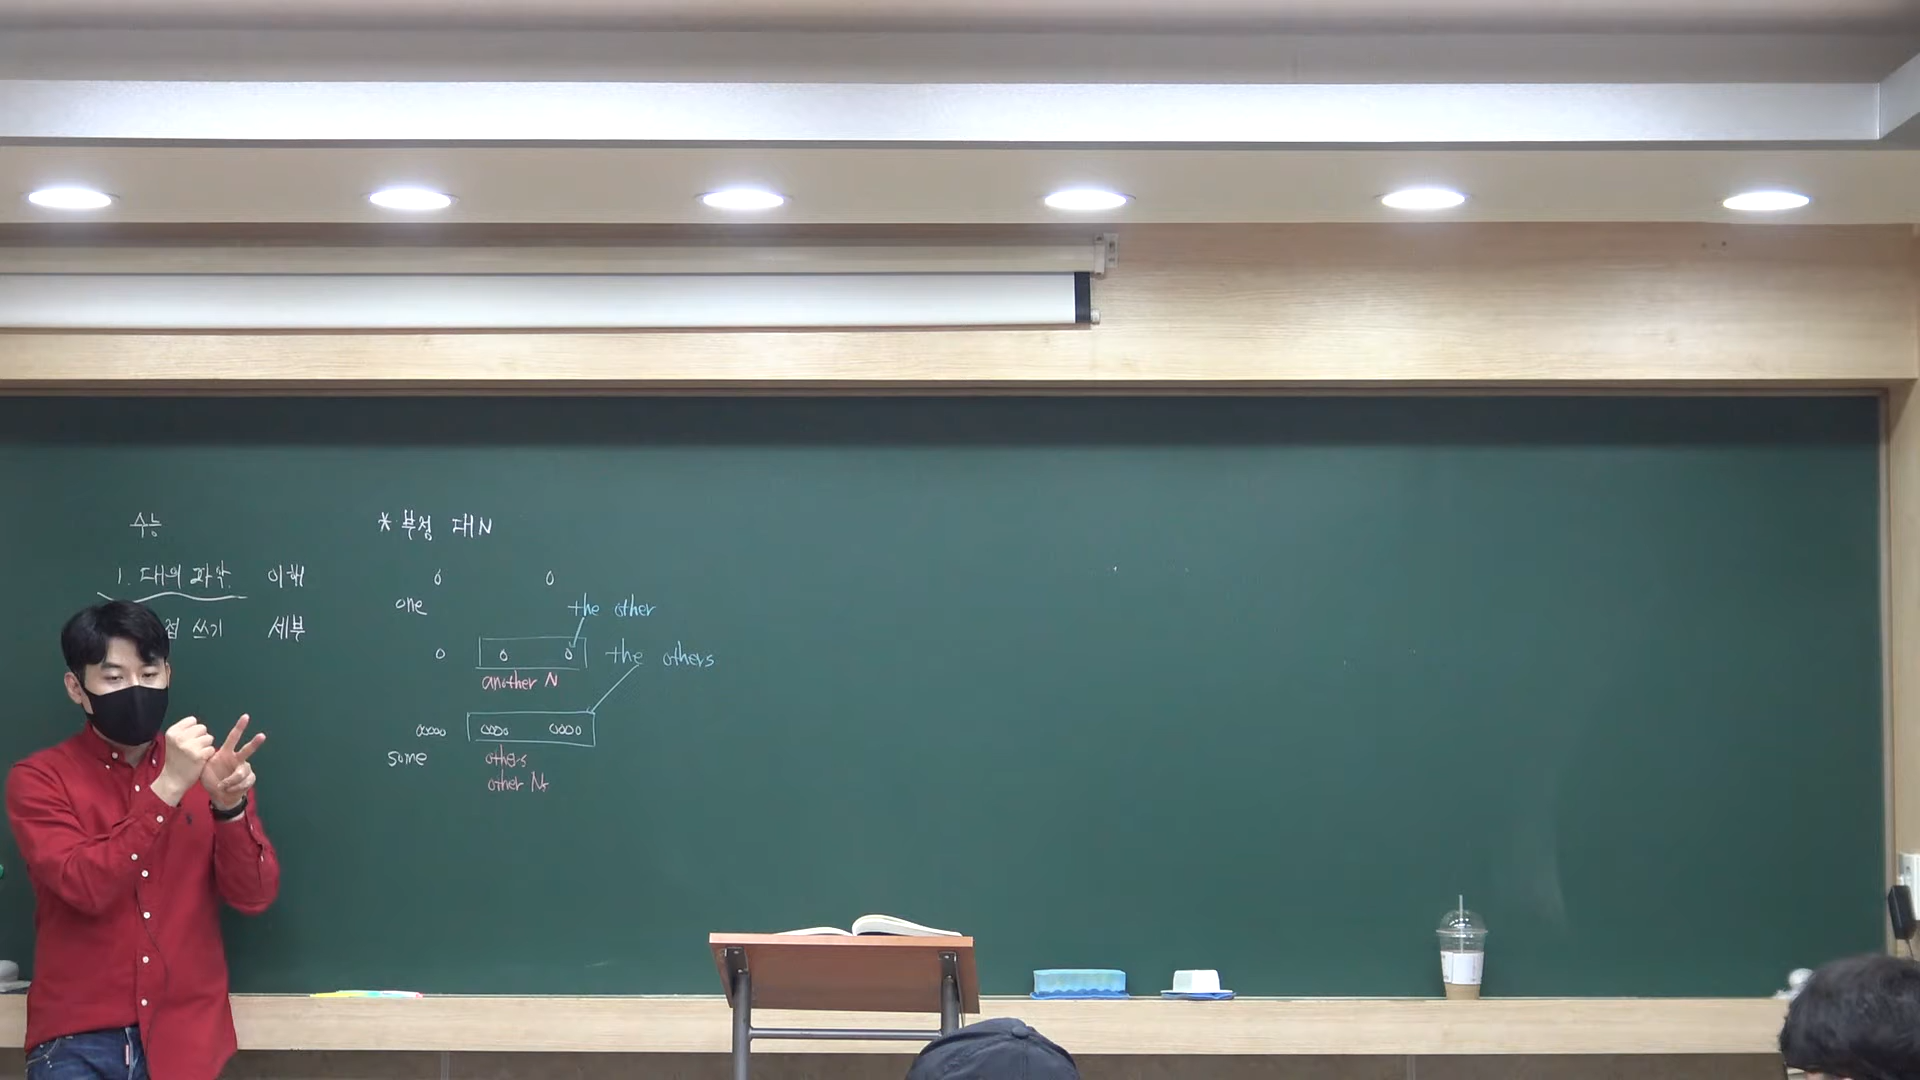 수능
1. 대의 파악 이해
접 쓰기 세부
* 부정 대N
one
the other
the others
another N
some
others
other Ns